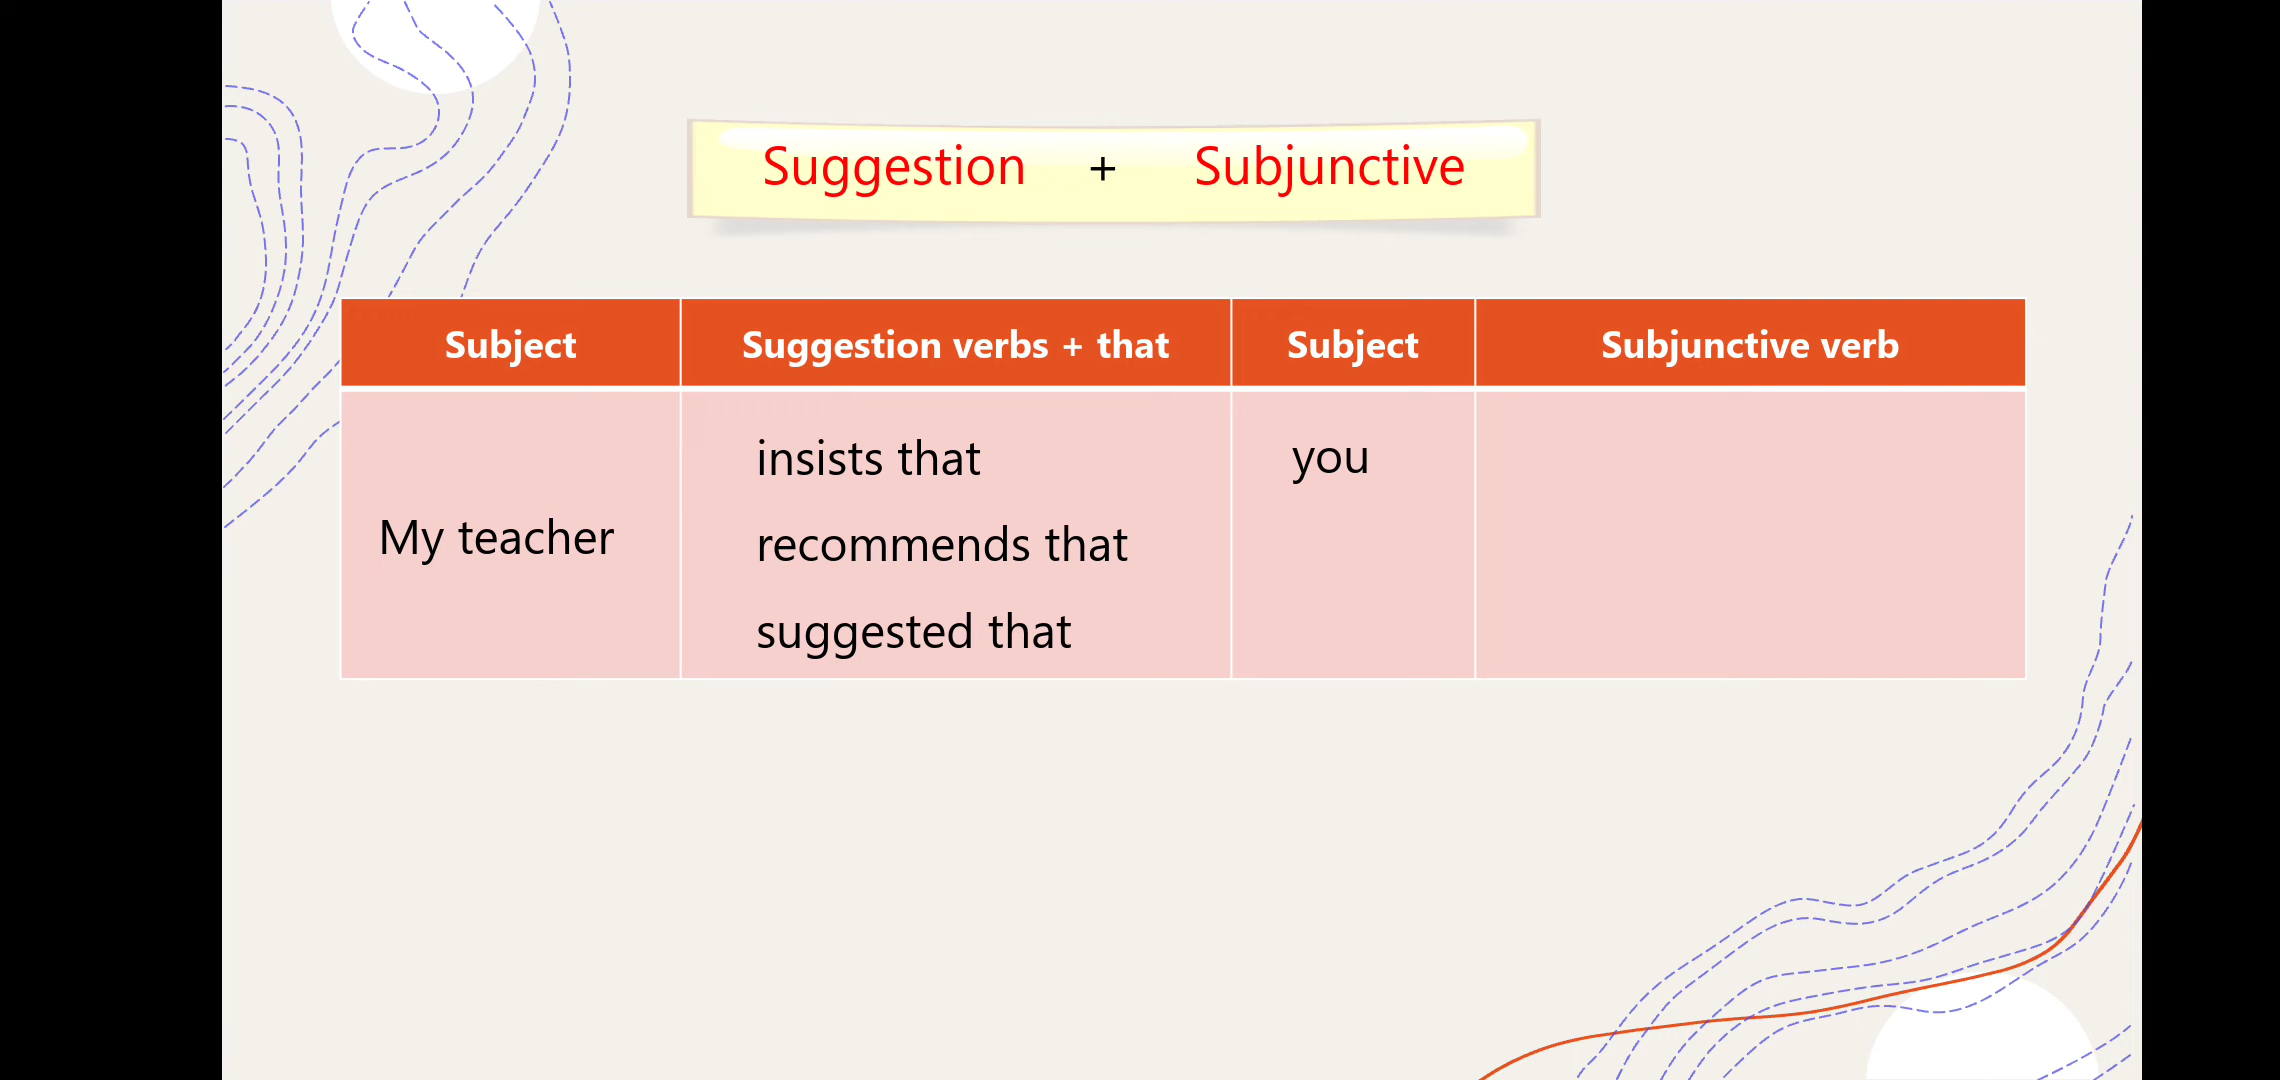 Suggestion + Subjunctive
Subject Suggestion verbs + that Subject Subjunctive verb
My teacher
insists that
recommends that
suggested that
you